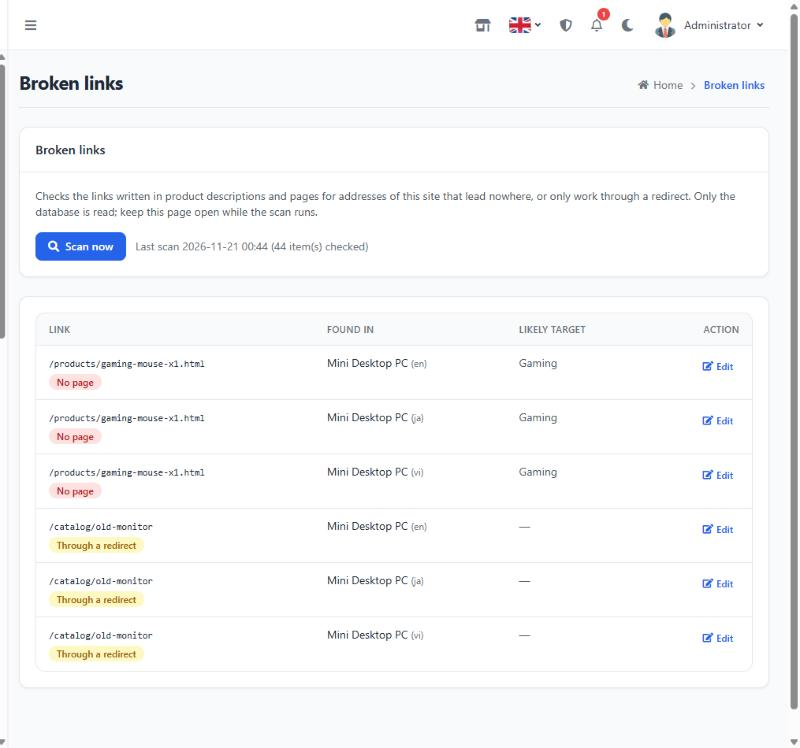 1
Administrator
Broken links
Home > Broken links
Broken links
Checks the links written in product descriptions and pages for addresses of this site that lead nowhere, or only work through a redirect. Only the
database is read; keep this page open while the scan runs.
Scan now Last scan 2026-11-21 00:44 (44 item(s) checked)
LINK FOUND IN LIKELY TARGET ACTION
/products/gaming-mouse-x1.html Mini Desktop PC (en) Gaming Edit
No page
/products/gaming-mouse-x1.html Mini Desktop PC (ja) Gaming Edit
No page
/products/gaming-mouse-x1.html Mini Desktop PC (vi) Gaming Edit
No page
/catalog/old-monitor Mini Desktop PC (en) — Edit
Through a redirect
/catalog/old-monitor Mini Desktop PC (ja) — Edit
Through a redirect
/catalog/old-monitor Mini Desktop PC (vi) — Edit
Through a redirect